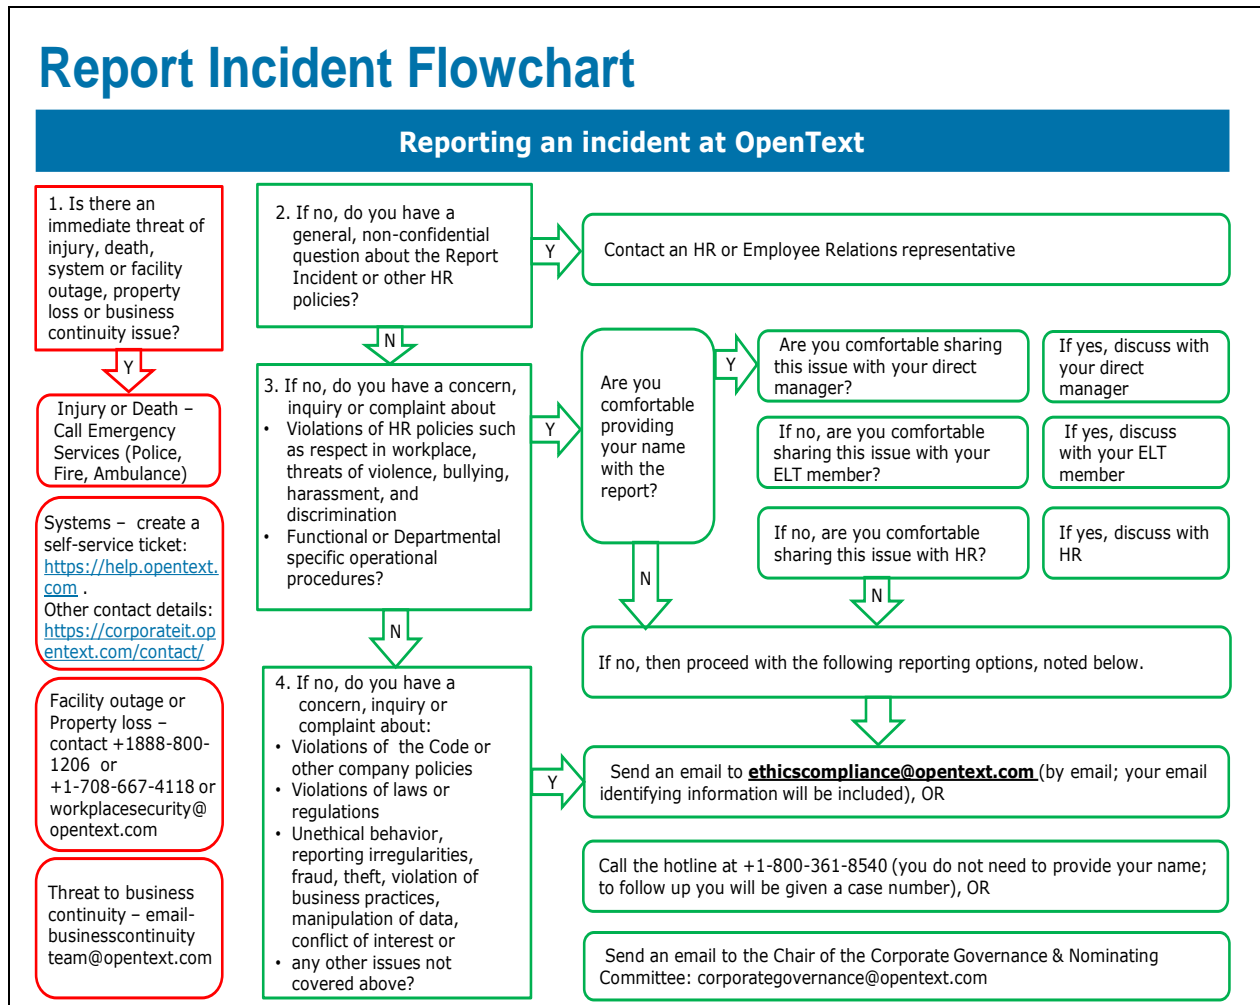 Report Incident Flowchart
Reporting an incident at OpenText
1. Is there an
immediate threat of
injury, death,
system or facility
outage, property
loss or business
continuity issue?
Y
Injury or Death –
Call Emergency
Services (Police,
Fire, Ambulance)
Systems – create a
self-service ticket:
https://help.opentext.
com .
Other contact details:
https://corporateit.op
entext.com/contact/
Facility outage or
Property loss –
contact +1888-800-
1206 or
+1-708-667-4118 or
workplacesecurity@
opentext.com
Threat to business
continuity – email-
businesscontinuity
team@opentext.com
2. If no, do you have a
general, non-confidential
question about the Report
Incident or other HR
policies?
Y
Contact an HR or Employee Relations representative
N
3. If no, do you have a concern,
inquiry or complaint about
• Violations of HR policies such
as respect in workplace,
threats of violence, bullying,
harassment, and
discrimination
• Functional or Departmental
specific operational
procedures?
Y
Are you
comfortable
providing
your name
with the
report?
Y
Are you comfortable sharing
this issue with your direct
manager?
If yes, discuss with
your direct
manager
If no, are you comfortable
sharing this issue with your
ELT member?
If yes, discuss
with your ELT
member
If no, are you comfortable
sharing this issue with HR?
If yes, discuss with
HR
N
N
If no, then proceed with the following reporting options, noted below.
N
4. If no, do you have a
concern, inquiry or
complaint about:
• Violations of the Code or
other company policies
• Violations of laws or
regulations
• Unethical behavior,
reporting irregularities,
fraud, theft, violation of
business practices,
manipulation of data,
conflict of interest or
• any other issues not
covered above?
Y
Send an email to ethicscompliance@opentext.com (by email; your email
identifying information will be included), OR
Call the hotline at +1-800-361-8540 (you do not need to provide your name;
to follow up you will be given a case number), OR
Send an email to the Chair of the Corporate Governance & Nominating
Committee: corporategovernance@opentext.com